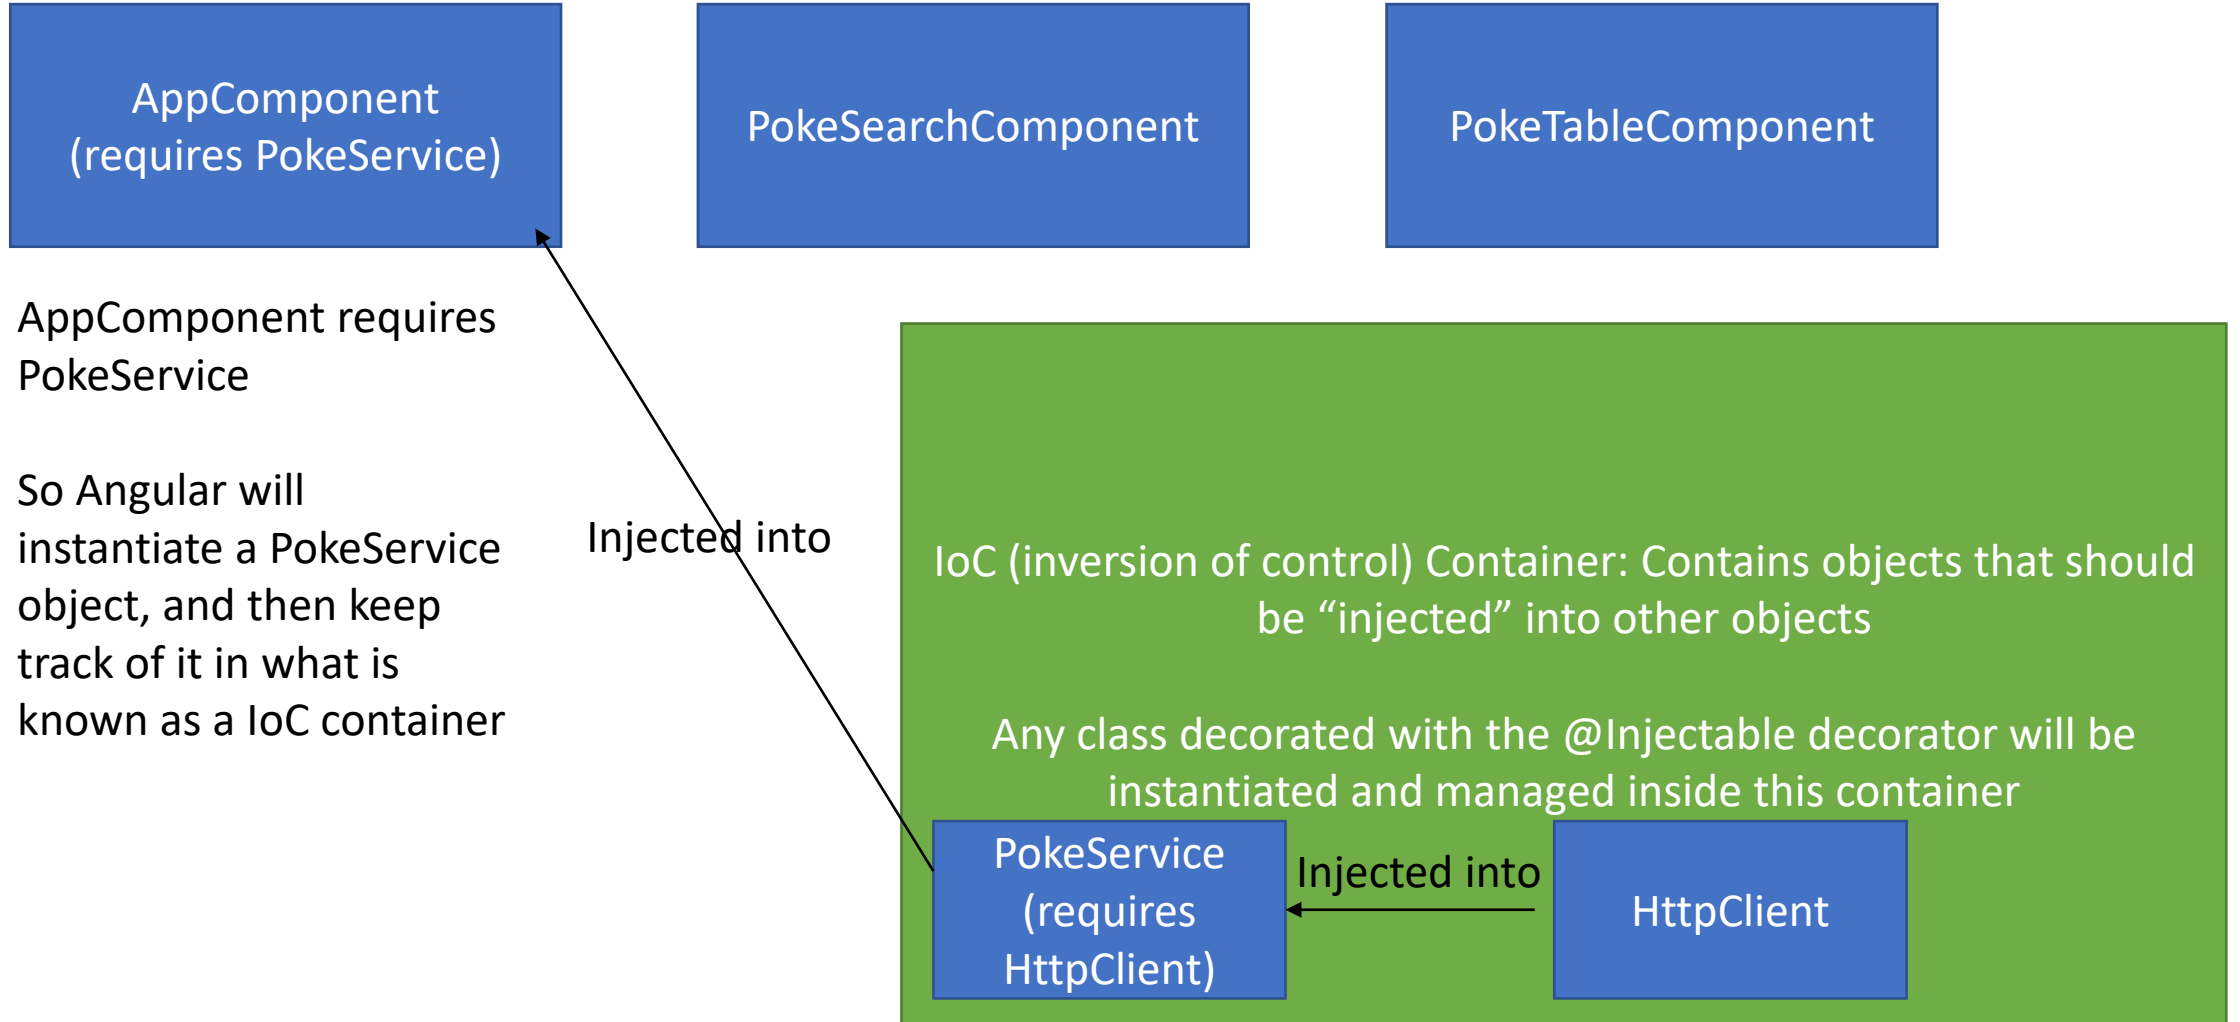 AppComponent
(requires PokeService)
PokeSearchComponent
PokeTableComponent
AppComponent requires
PokeService
So Angular will
instantiate a PokeService
object, and then keep
track of it in what is
known as a IoC container
Injected into
IoC (inversion of control) Container: Contains objects that should
be “injected” into other objects
Any class decorated with the @Injectable decorator will be
instantiated and managed inside this container
PokeService
(requires
HttpClient)
Injected into
HttpClient